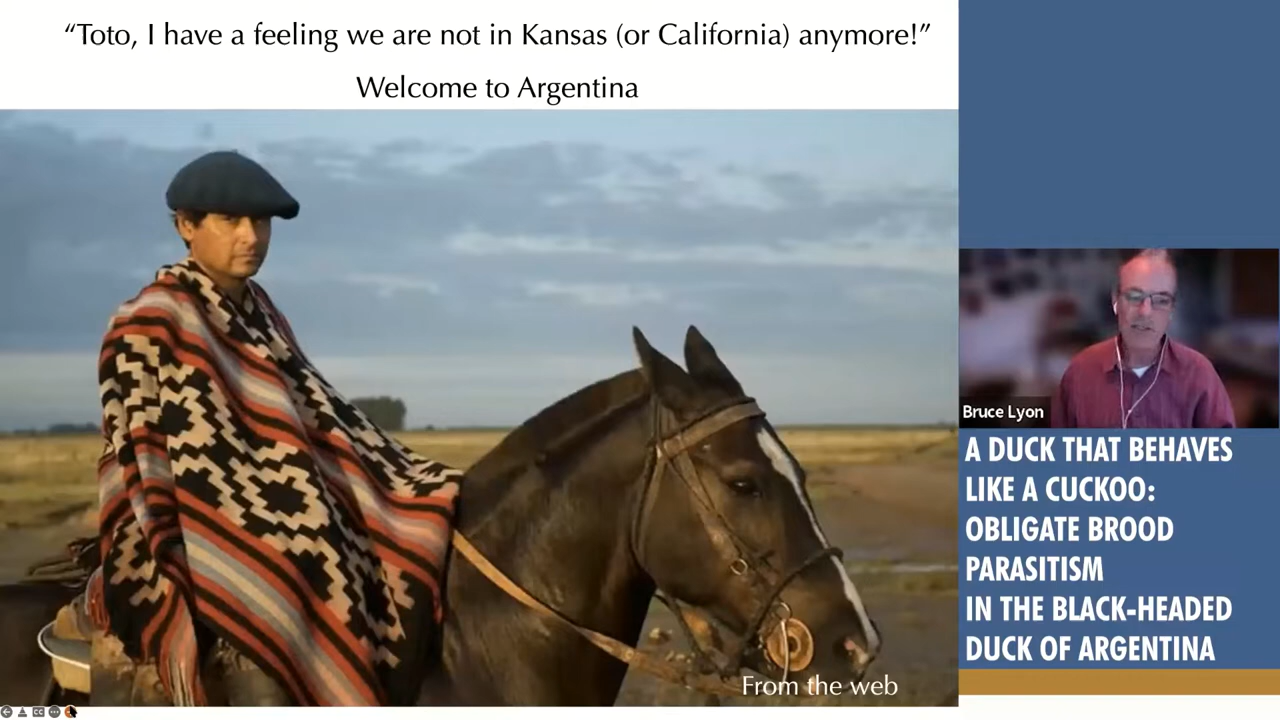 “Toto, I have a feeling we are not in Kansas (or California) anymore!”
Welcome to Argentina
From the web
Bruce Lyon
A DUCK THAT BEHAVES
LIKE A CUCKOO:
OBLIGATE BROOD
PARASITISM
IN THE BLACK-HEADED
DUCK OF ARGENTINA
CC